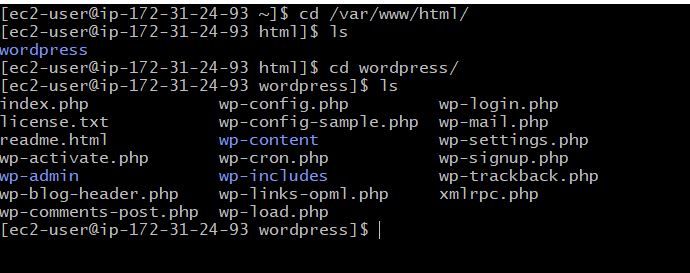 [ec2-user@ip-172-31-24-93 ~]$ cd /var/www/html/
[ec2-user@ip-172-31-24-93 html]$ ls
wordpress
[ec2-user@ip-172-31-24-93 html]$ cd wordpress/
[ec2-user@ip-172-31-24-93 wordpress]$ ls
index.php wp-config.php wp-login.php
license.txt wp-config-sample.php wp-mail.php
readme.html wp-content wp-settings.php
wp-activate.php wp-cron.php wp-signup.php
wp-admin wp-includes wp-trackback.php
wp-blog-header.php wp-links-opml.php xmlrpc.php
wp-comments-post.php wp-load.php
[ec2-user@ip-172-31-24-93 wordpress]$